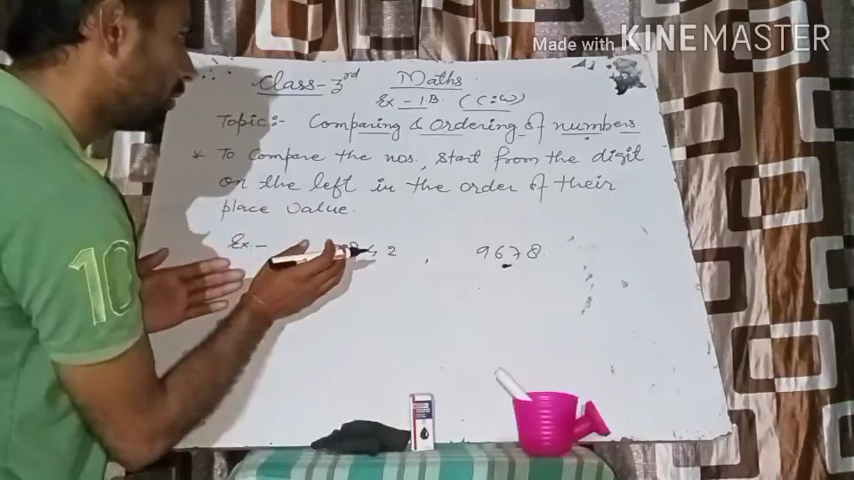 Made with KINEMASTER
Class-3rd Maths
Ex-1B. (C.W)
Topic:- Comparing & Ordering of numbers
* To Compare the nos., start from the digit
on the left in the order of their
place value.
Ex- , 9678
10